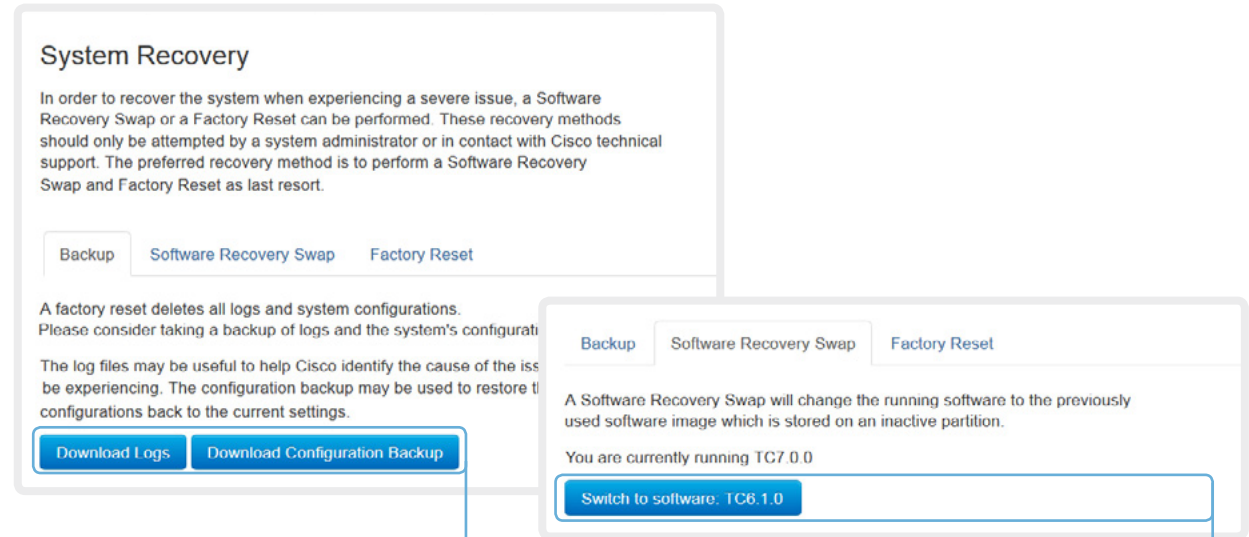 System Recovery
In order to recover the system when experiencing a severe issue, a Software
Recovery Swap or a Factory Reset can be performed. These recovery methods
should only be attempted by a system administrator or in contact with Cisco technical
support. The preferred recovery method is to perform a Software Recovery
Swap and Factory Reset as last resort.
Backup Software Recovery Swap Factory Reset
A factory reset deletes all logs and system configurations.
Please consider taking a backup of logs and the system's configurati
The log files may be useful to help Cisco identify the cause of the iss
be experiencing. The configuration backup may be used to restore t
configurations back to the current settings.
Download Logs Download Configuration Backup
Backup Software Recovery Swap Factory Reset
A Software Recovery Swap will change the running software to the previously
used software image which is stored on an inactive partition.
You are currently running TC7.0.0
Switch to software: TC6.1.0